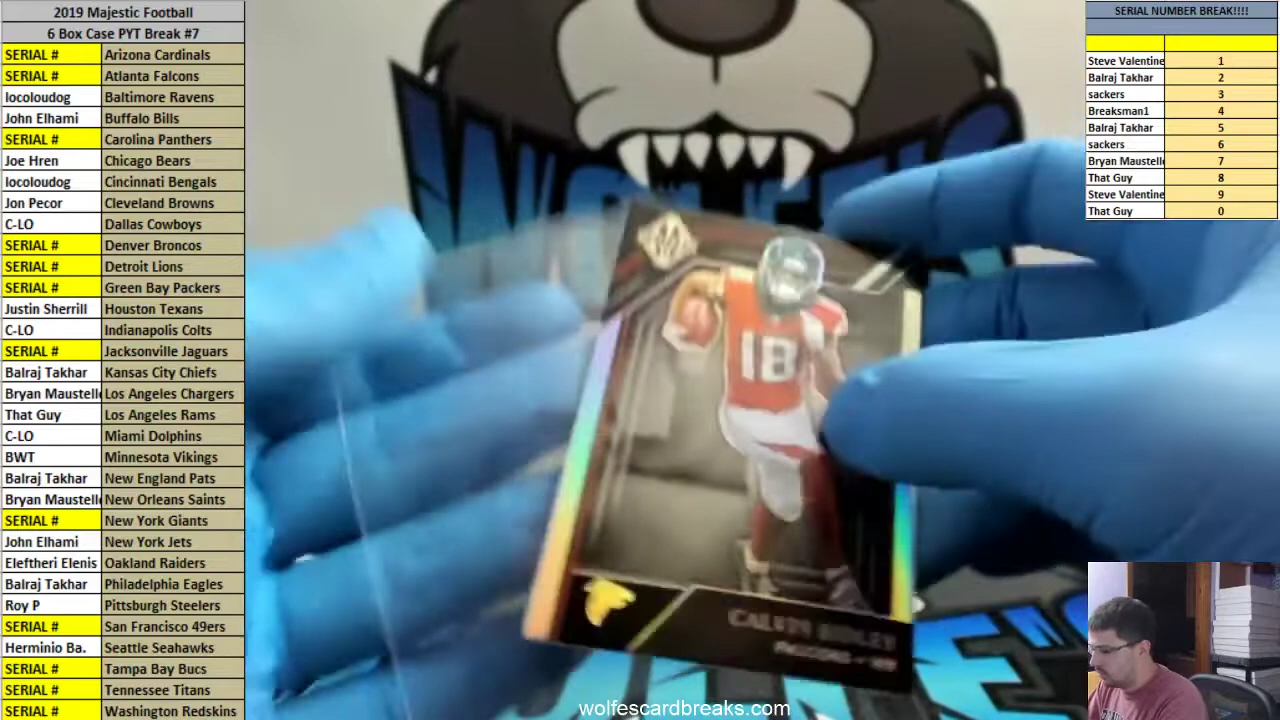 2019 Majestic Football
6 Box Case PYT Break #7
SERIAL # Arizona Cardinals
SERIAL # Atlanta Falcons
locoloudog Baltimore Ravens
John Elhami Buffalo Bills
SERIAL # Carolina Panthers
Joe Hren Chicago Bears
locoloudog Cincinnati Bengals
Jon Pecor Cleveland Browns
C-LO Dallas Cowboys
SERIAL # Denver Broncos
SERIAL # Detroit Lions
SERIAL # Green Bay Packers
Justin Sherrill Houston Texans
C-LO Indianapolis Colts
SERIAL # Jacksonville Jaguars
Balraj Takhar Kansas City Chiefs
Bryan Maustelle Los Angeles Chargers
That Guy Los Angeles Rams
C-LO Miami Dolphins
BWT Minnesota Vikings
Balraj Takhar New England Pats
Bryan Maustelle New Orleans Saints
SERIAL # New York Giants
John Elhami New York Jets
Eleftheri Elenis Oakland Raiders
Balraj Takhar Philadelphia Eagles
Roy P Pittsburgh Steelers
SERIAL # San Francisco 49ers
Herminio Ba. Seattle Seahawks
SERIAL # Tampa Bay Bucs
SERIAL # Tennessee Titans
SERIAL # Washington Redskins
SERIAL NUMBER BREAK!!!!
Steve Valentine 1
Balraj Takhar 2
sackers 3
Breaksman1 4
Balraj Takhar 5
sackers 6
Bryan Maustelle 7
That Guy 8
Steve Valentine 9
That Guy 0
18
CALVIN RIDLEY
FALCONS - WR
wolfescardbreaks.com